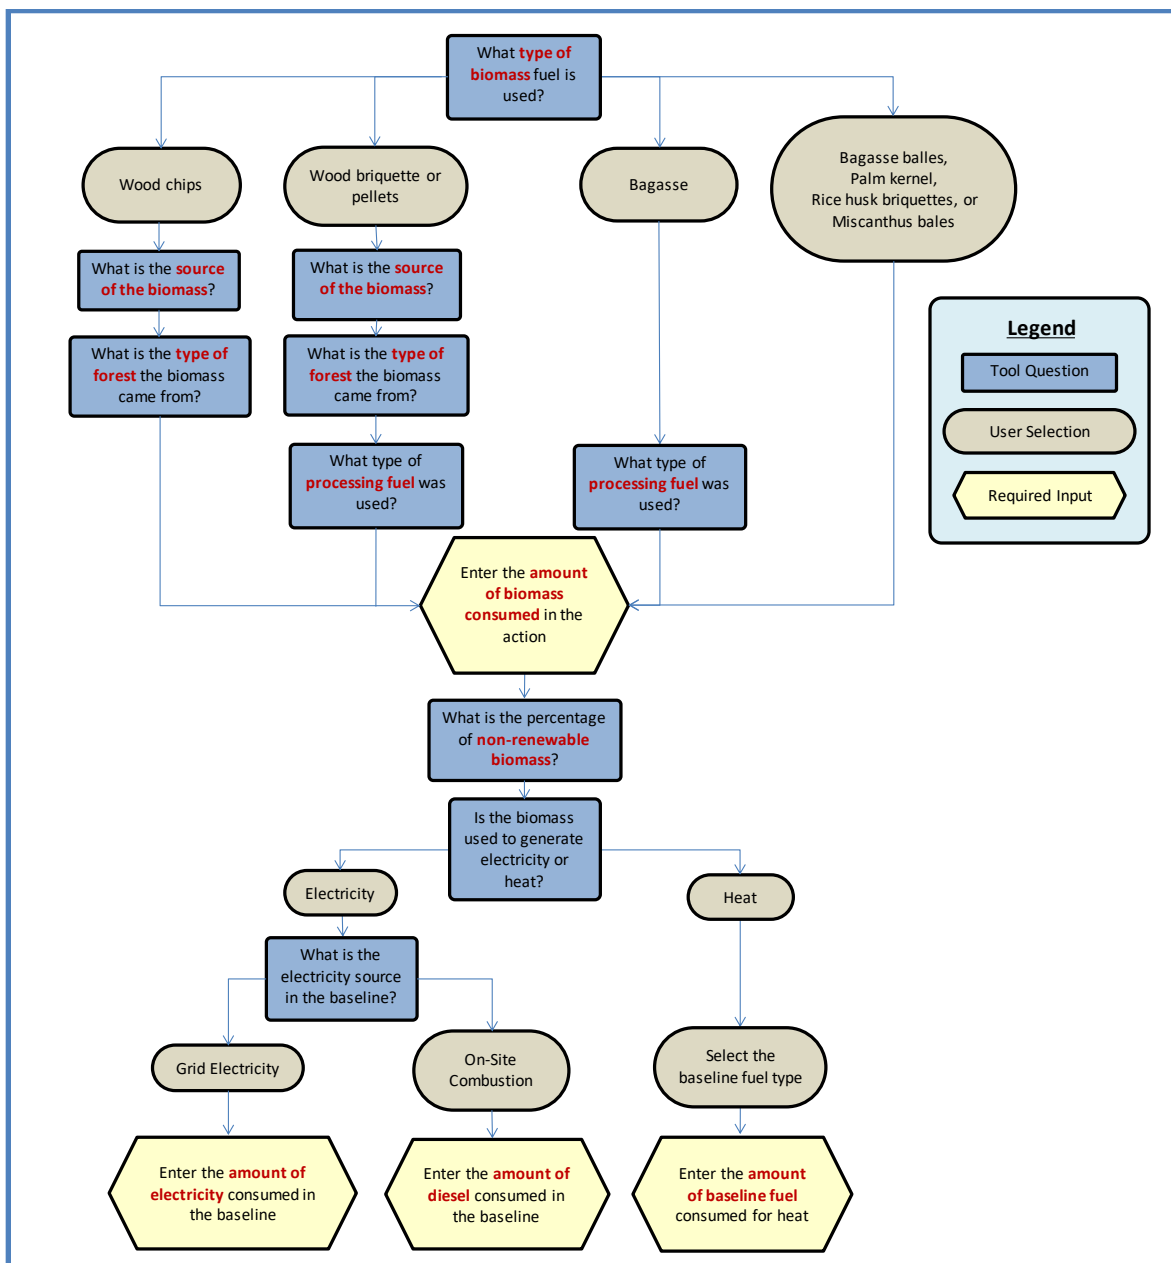 What type of
biomass fuel is
used?
Wood chips
Wood briquette or
pellets
Bagasse
Bagasse balles,
Palm kernel,
Rice husk briquettes, or
Miscanthus bales
What is the source
of the biomass?
What is the source
of the biomass?
What is the type of
forest the biomass
came from?
What is the type of
forest the biomass
came from?
What type of
processing fuel was
used?
What type of
processing fuel was
used?
Legend
Tool Question
User Selection
Required Input
Enter the amount
of biomass
consumed in the
action
What is the percentage
of non-renewable
biomass?
Is the biomass
used to generate
electricity or
heat?
Electricity
Heat
What is the
electricity source
in the baseline?
Grid Electricity
On-Site
Combustion
Select the
baseline fuel type
Enter the amount of
electricity consumed in
the baseline
Enter the amount of
diesel consumed in
the baseline
Enter the amount
of baseline fuel
consumed for heat